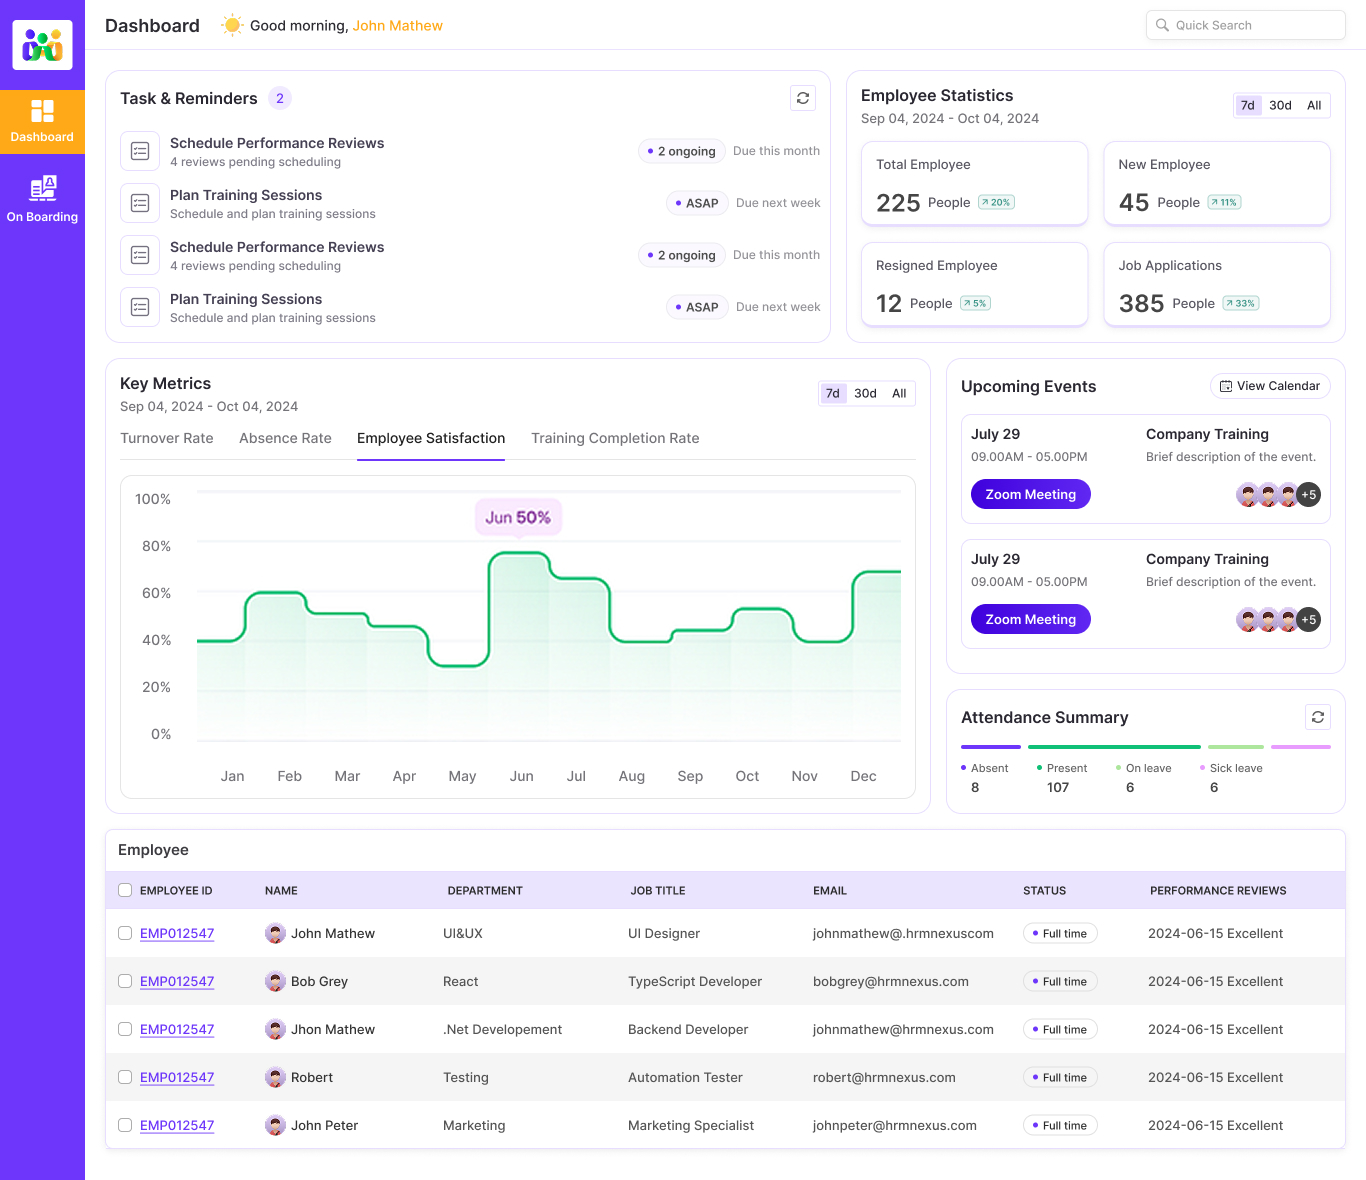 Dashboard
Good morning, John Mathew
Quick Search
Dashboard
On Boarding
Task & Reminders 2
Schedule Performance Reviews
4 reviews pending scheduling
2 ongoing Due this month
Plan Training Sessions
Schedule and plan training sessions
ASAP Due next week
Schedule Performance Reviews
4 reviews pending scheduling
2 ongoing Due this month
Plan Training Sessions
Schedule and plan training sessions
ASAP Due next week
Employee Statistics
Sep 04, 2024 - Oct 04, 2024
7d 30d All
Total Employee
225 People 20%
New Employee
45 People 11%
Resigned Employee
12 People 5%
Job Applications
385 People 33%
Key Metrics
Sep 04, 2024 - Oct 04, 2024
7d 30d All
Turnover Rate Absence Rate Employee Satisfaction Training Completion Rate
100%
80%
60%
40%
20%
0%
Jun 50%
Jan Feb Mar Apr May Jun Jul Aug Sep Oct Nov Dec
Upcoming Events
View Calendar
July 29
09.00AM - 05.00PM
Company Training
Brief description of the event.
Zoom Meeting
+5
July 29
09.00AM - 05.00PM
Company Training
Brief description of the event.
Zoom Meeting
+5
Attendance Summary
Absent Present On leave Sick leave
8 107 6 6
Employee
EMPLOYEE ID NAME DEPARTMENT JOB TITLE EMAIL STATUS PERFORMANCE REVIEWS
EMP012547 John Mathew UI&UX UI Designer johnmathew@.hrmnexuscom Full time 2024-06-15 Excellent
EMP012547 Bob Grey React TypeScript Developer bobgrey@hrmnexus.com Full time 2024-06-15 Excellent
EMP012547 Jhon Mathew .Net Developement Backend Developer johnmathew@hrmnexus.com Full time 2024-06-15 Excellent
EMP012547 Robert Testing Automation Tester robert@hrmnexus.com Full time 2024-06-15 Excellent
EMP012547 John Peter Marketing Marketing Specialist johnpeter@hrmnexus.com Full time 2024-06-15 Excellent